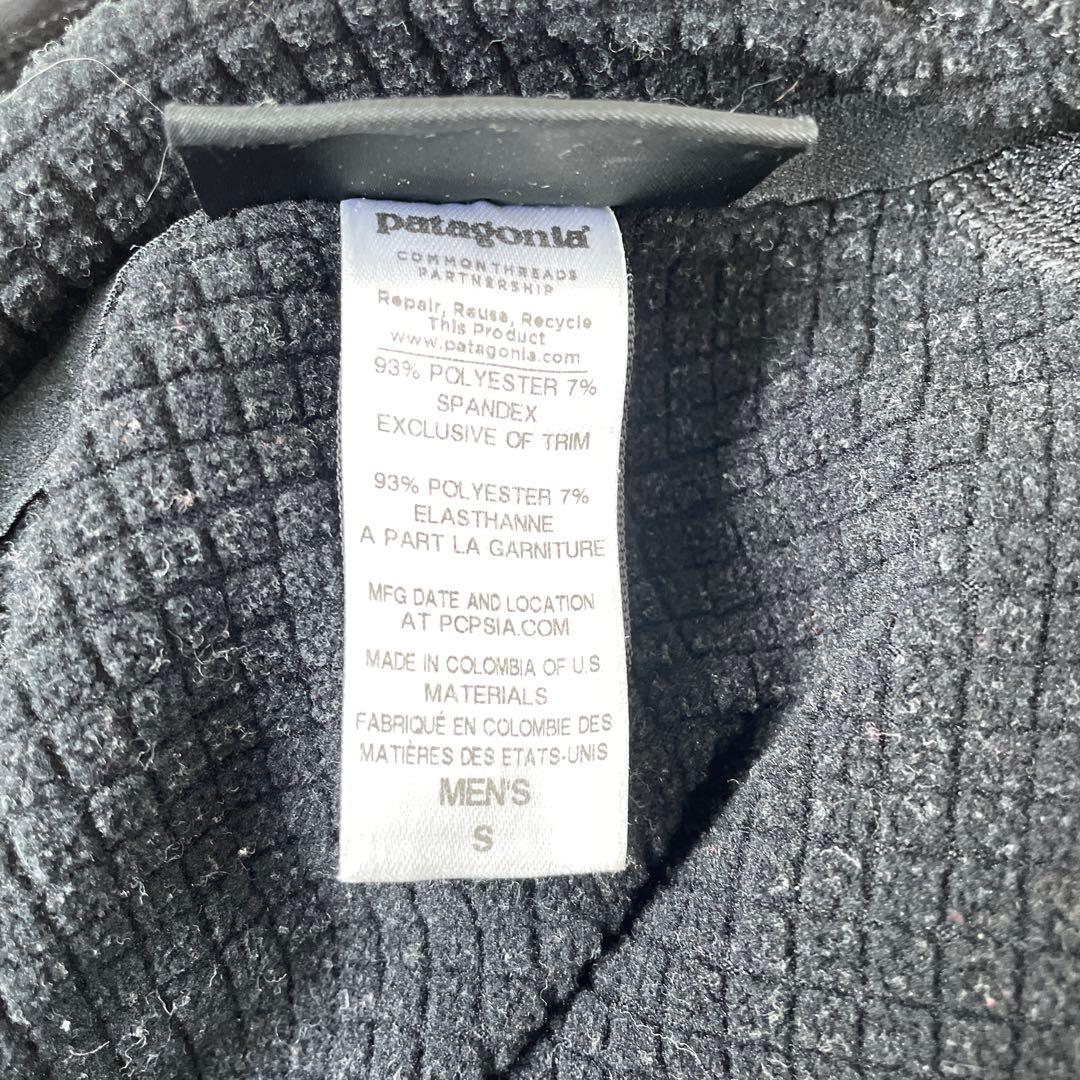 patagonia
COMMON THREADS
PARTNERSHIP
Repair, Reuse, Recycle
This Product
www.patagonia.com
93% POLYESTER 7%
SPANDEX
EXCLUSIVE OF TRIM
93% POLYESTER 7%
ELASTHANNE
A PART LA GARNITURE
MFG DATE AND LOCATION
AT PCPSIA.COM
MADE IN COLOMBIA OF U.S.
MATERIALS
FABRIQUÉ EN COLOMBIE DES
MATIÈRES DES ETATS-UNIS
MEN'S
S